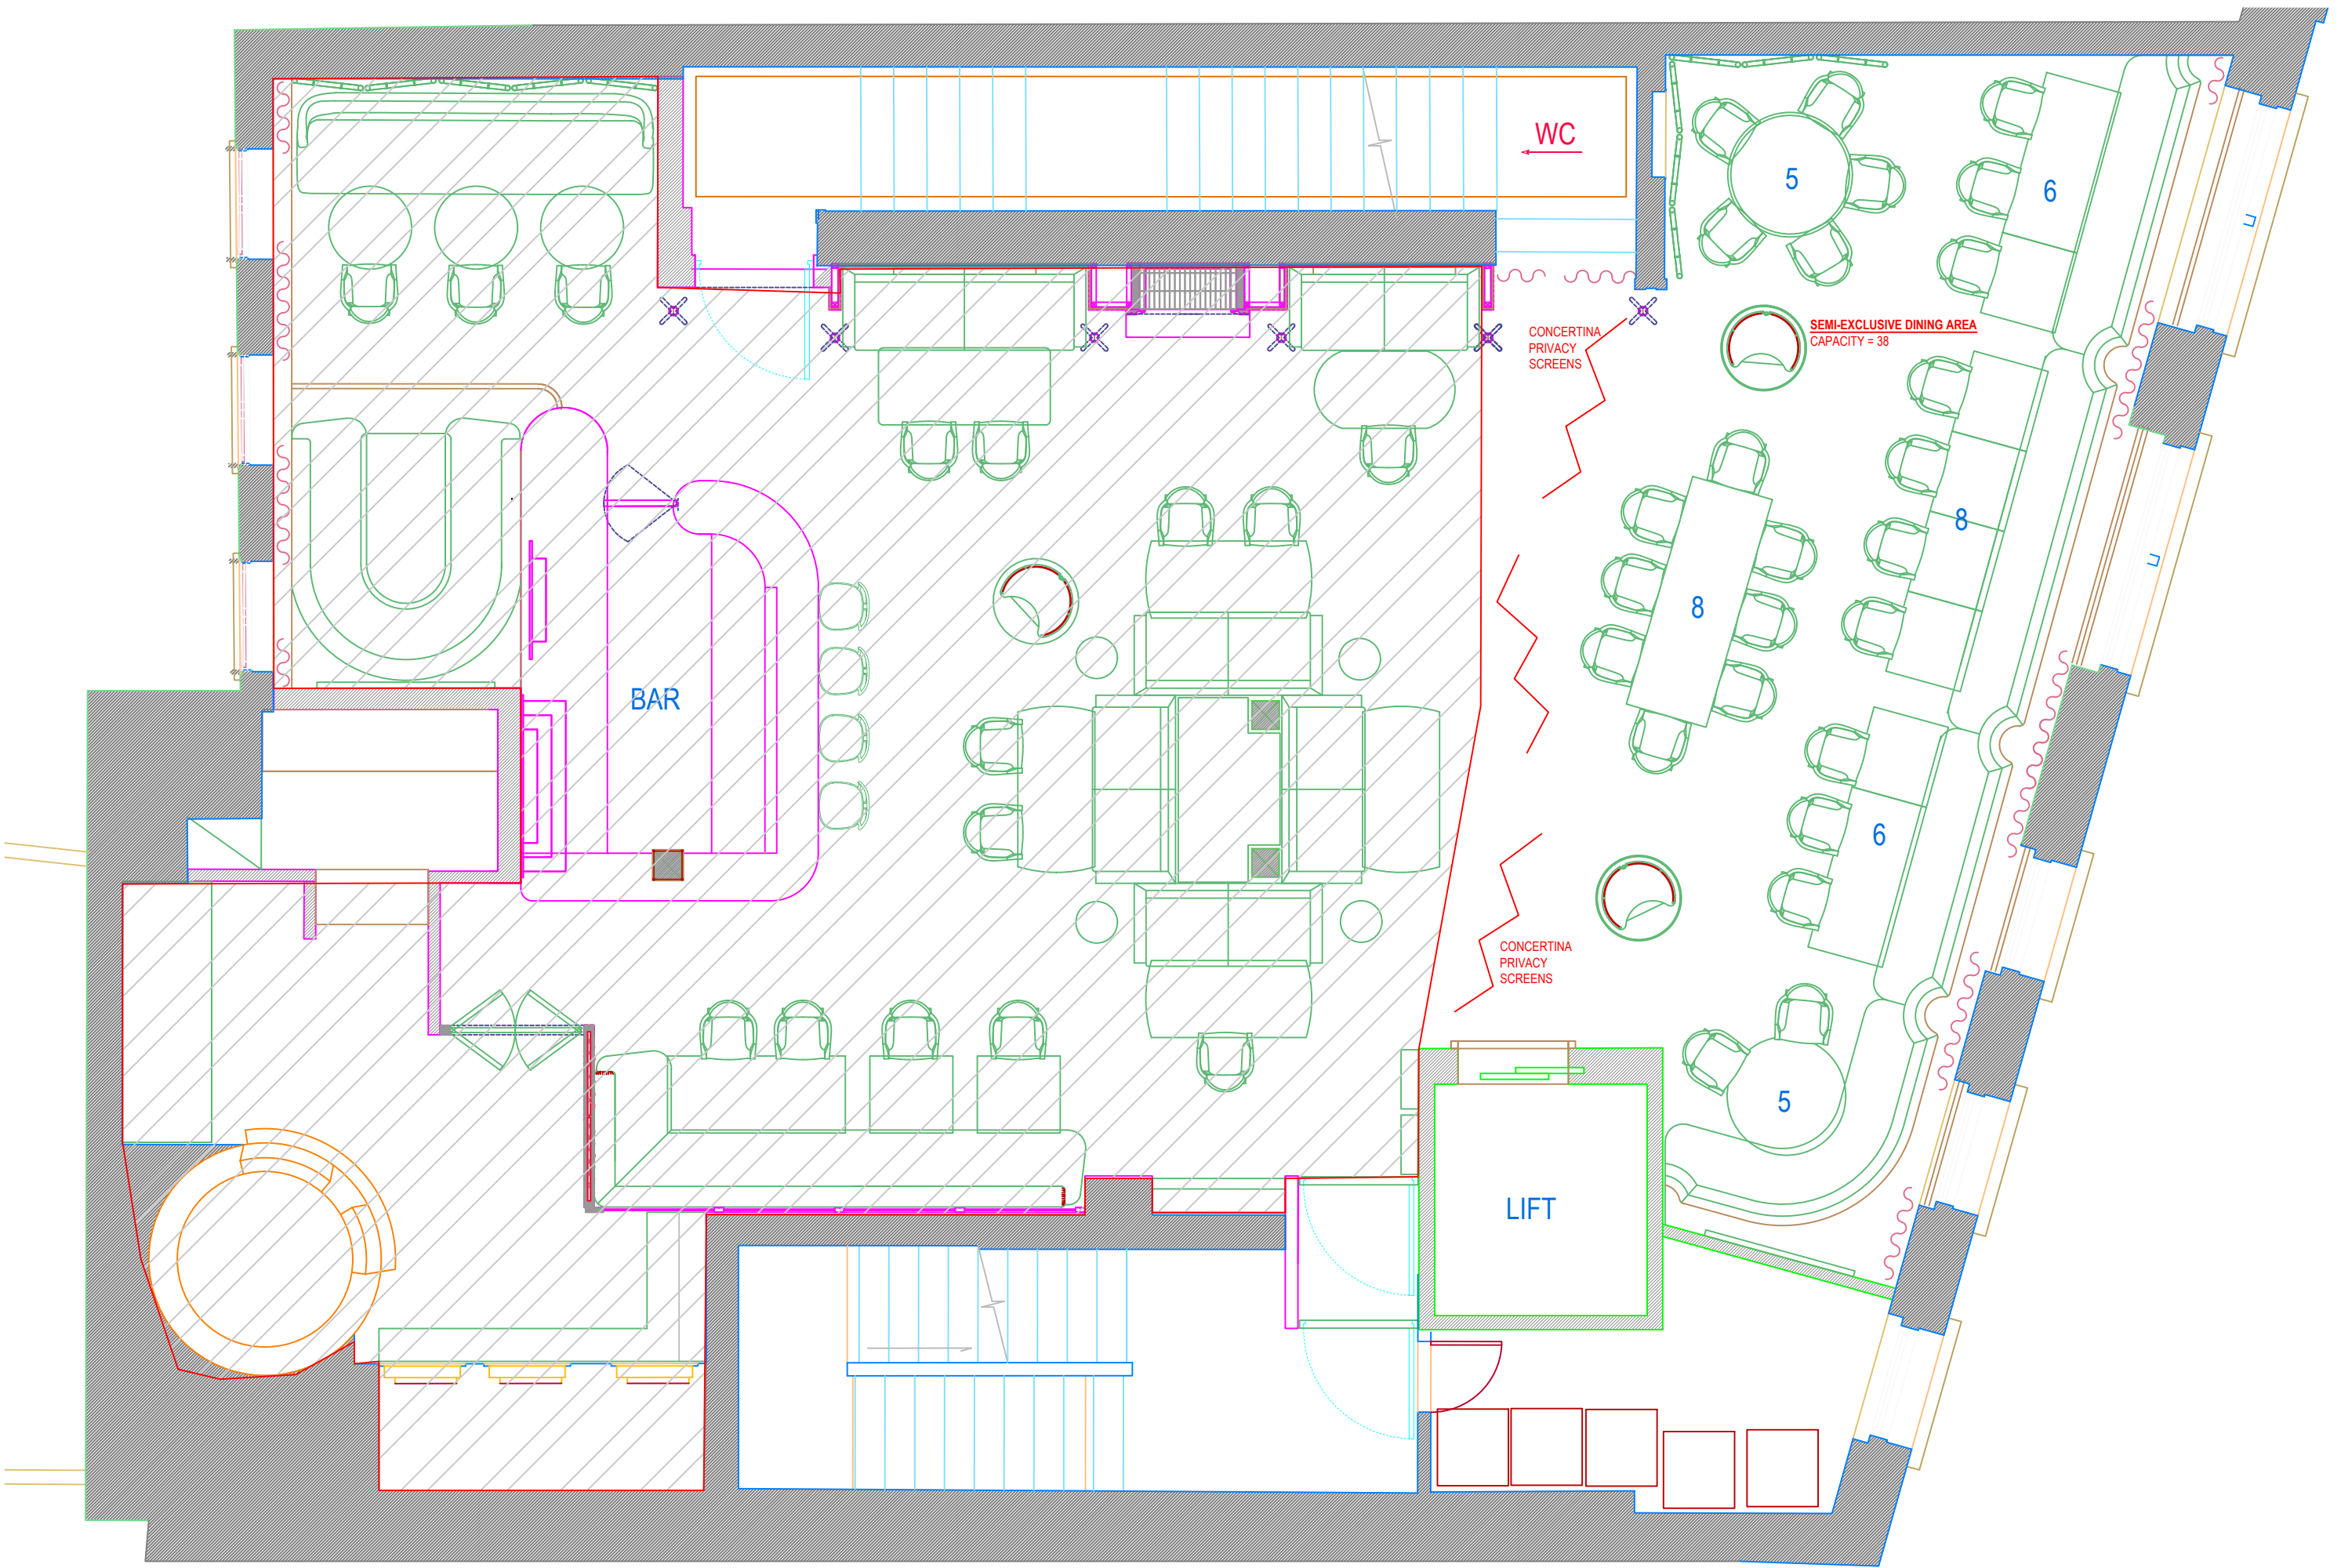 WC
5
6
CONCERTINA
PRIVACY
SCREENS
SEMI-EXCLUSIVE DINING AREA
CAPACITY = 38
8
8
BAR
6
CONCERTINA
PRIVACY
SCREENS
5
LIFT